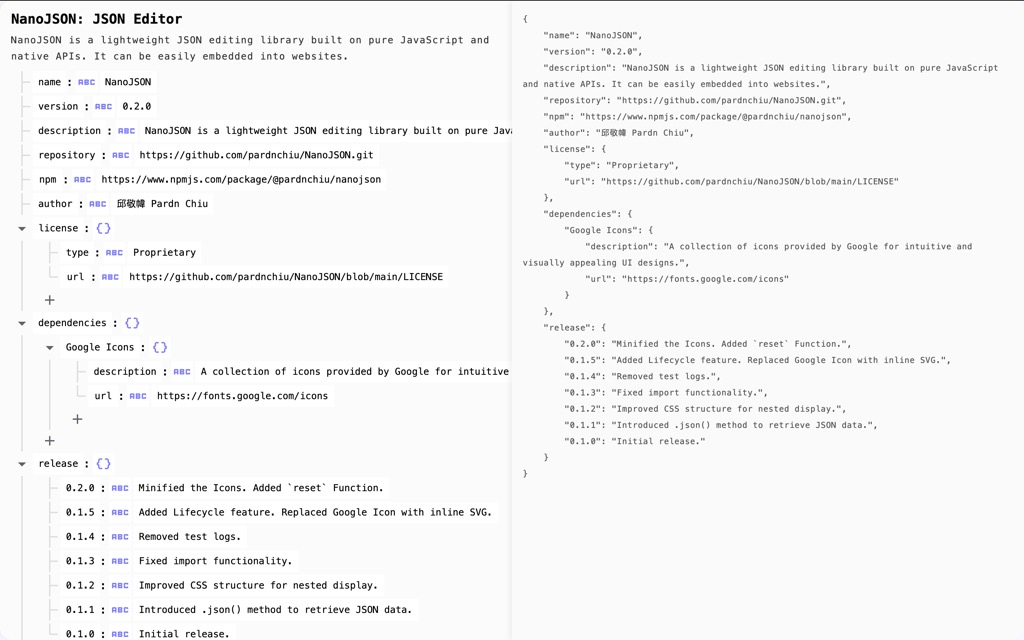 NanoJSON: JSON Editor
NanoJSON is a lightweight JSON editing library built on pure JavaScript and
native APIs. It can be easily embedded into websites.
name : ABC NanoJSON
version : ABC 0.2.0
description : ABC NanoJSON is a lightweight JSON editing library built on pure Java
repository : ABC https://github.com/pardnchiu/NanoJSON.git
npm : ABC https://www.npmjs.com/package/@pardnchiu/nanojson
author : ABC 邱敬幃 Pardn Chiu
license : {}
type : ABC Proprietary
url : ABC https://github.com/pardnchiu/NanoJSON/blob/main/LICENSE
+
dependencies : {}
Google Icons : {}
description : ABC A collection of icons provided by Google for intuitive
url : ABC https://fonts.google.com/icons
+
+
release : {}
0.2.0 : ABC Minified the Icons. Added `reset` Function.
0.1.5 : ABC Added Lifecycle feature. Replaced Google Icon with inline SVG.
0.1.4 : ABC Removed test logs.
0.1.3 : ABC Fixed import functionality.
0.1.2 : ABC Improved CSS structure for nested display.
0.1.1 : ABC Introduced .json() method to retrieve JSON data.
0.1.0 : ABC Initial release.
{
"name": "NanoJSON",
"version": "0.2.0",
"description": "NanoJSON is a lightweight JSON editing library built on pure JavaScript
and native APIs. It can be easily embedded into websites.",
"repository": "https://github.com/pardnchiu/NanoJSON.git",
"npm": "https://www.npmjs.com/package/@pardnchiu/nanojson",
"author": "邱敬幃 Pardn Chiu",
"license": {
"type": "Proprietary",
"url": "https://github.com/pardnchiu/NanoJSON/blob/main/LICENSE"
},
"dependencies": {
"Google Icons": {
"description": "A collection of icons provided by Google for intuitive and
visually appealing UI designs.",
"url": "https://fonts.google.com/icons"
}
},
"release": {
"0.2.0": "Minified the Icons. Added `reset` Function.",
"0.1.5": "Added Lifecycle feature. Replaced Google Icon with inline SVG.",
"0.1.4": "Removed test logs.",
"0.1.3": "Fixed import functionality.",
"0.1.2": "Improved CSS structure for nested display.",
"0.1.1": "Introduced .json() method to retrieve JSON data.",
"0.1.0": "Initial release."
}
}